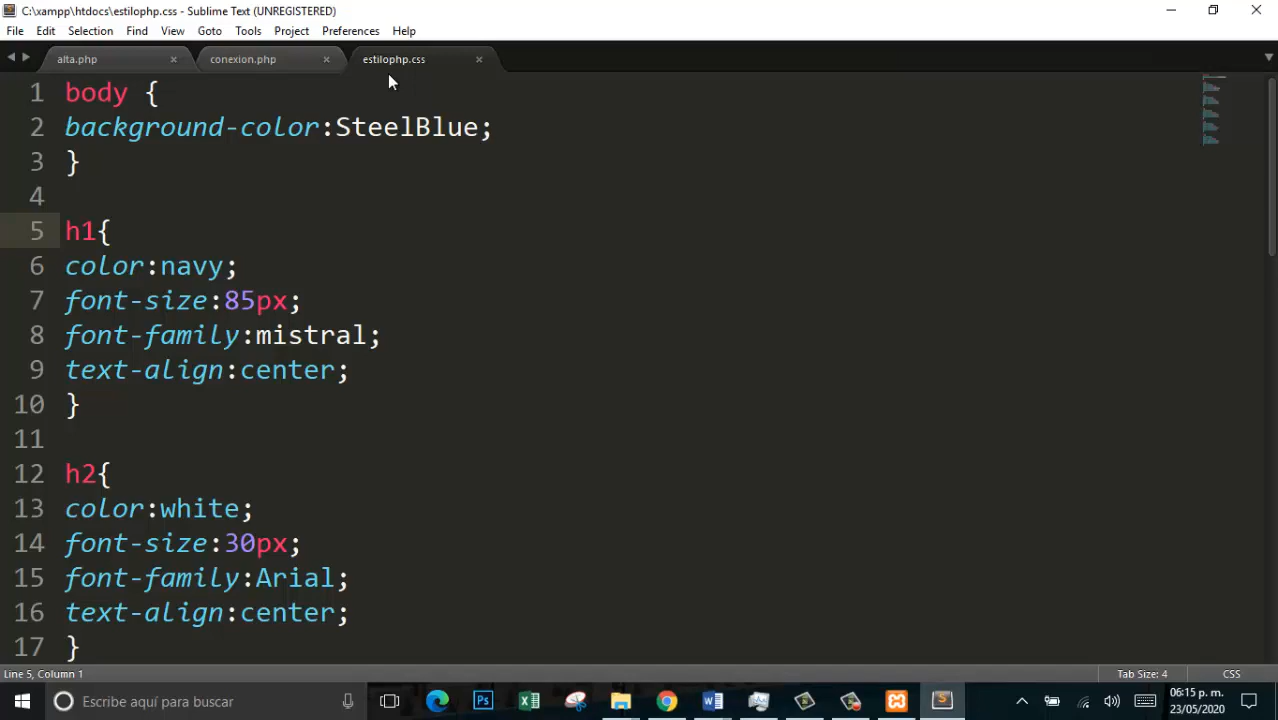 C:\xampp\htdocs\estilophp.css - Sublime Text (UNREGISTERED)
File Edit Selection Find View Goto Tools Project Preferences Help
alta.php × conexion.php × estilophp.css ×
1 body {
2 background-color:SteelBlue;
3 }
4
5 h1{
6 color:navy;
7 font-size:85px;
8 font-family:mistral;
9 text-align:center;
10 }
11
12 h2{
13 color:white;
14 font-size:30px;
15 font-family:Arial;
16 text-align:center;
17 }
Line 5, Column 1 Tab Size: 4 CSS
Escribe aquí para buscar 06:15 p. m.
23/05/2020